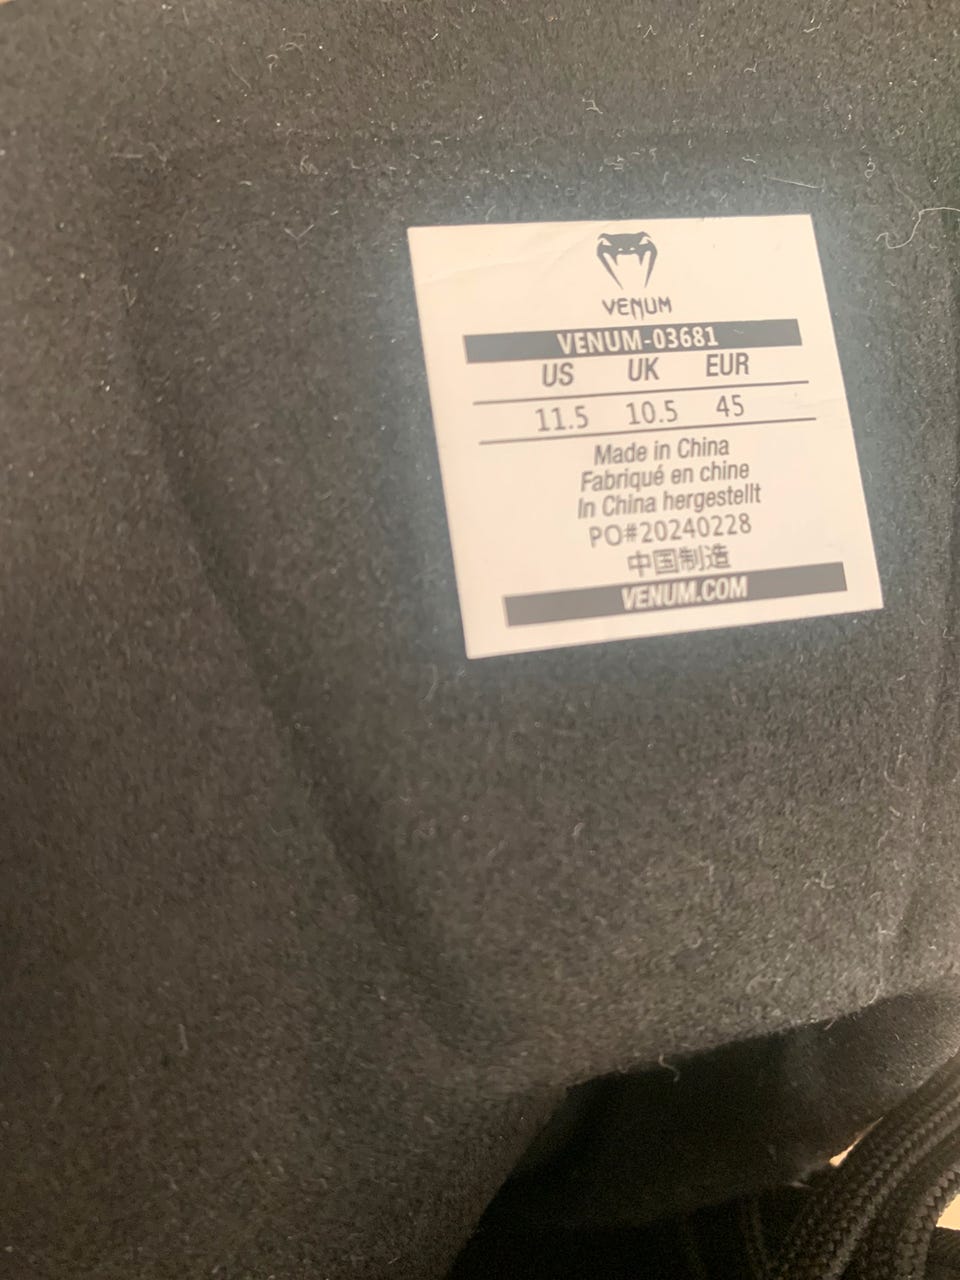 VENUM
VENUM-03681
US UK EUR
11.5 10.5 45
Made in China
Fabriqué en chine
In China hergestellt
PO#20240228
中国制造
VENUM.COM